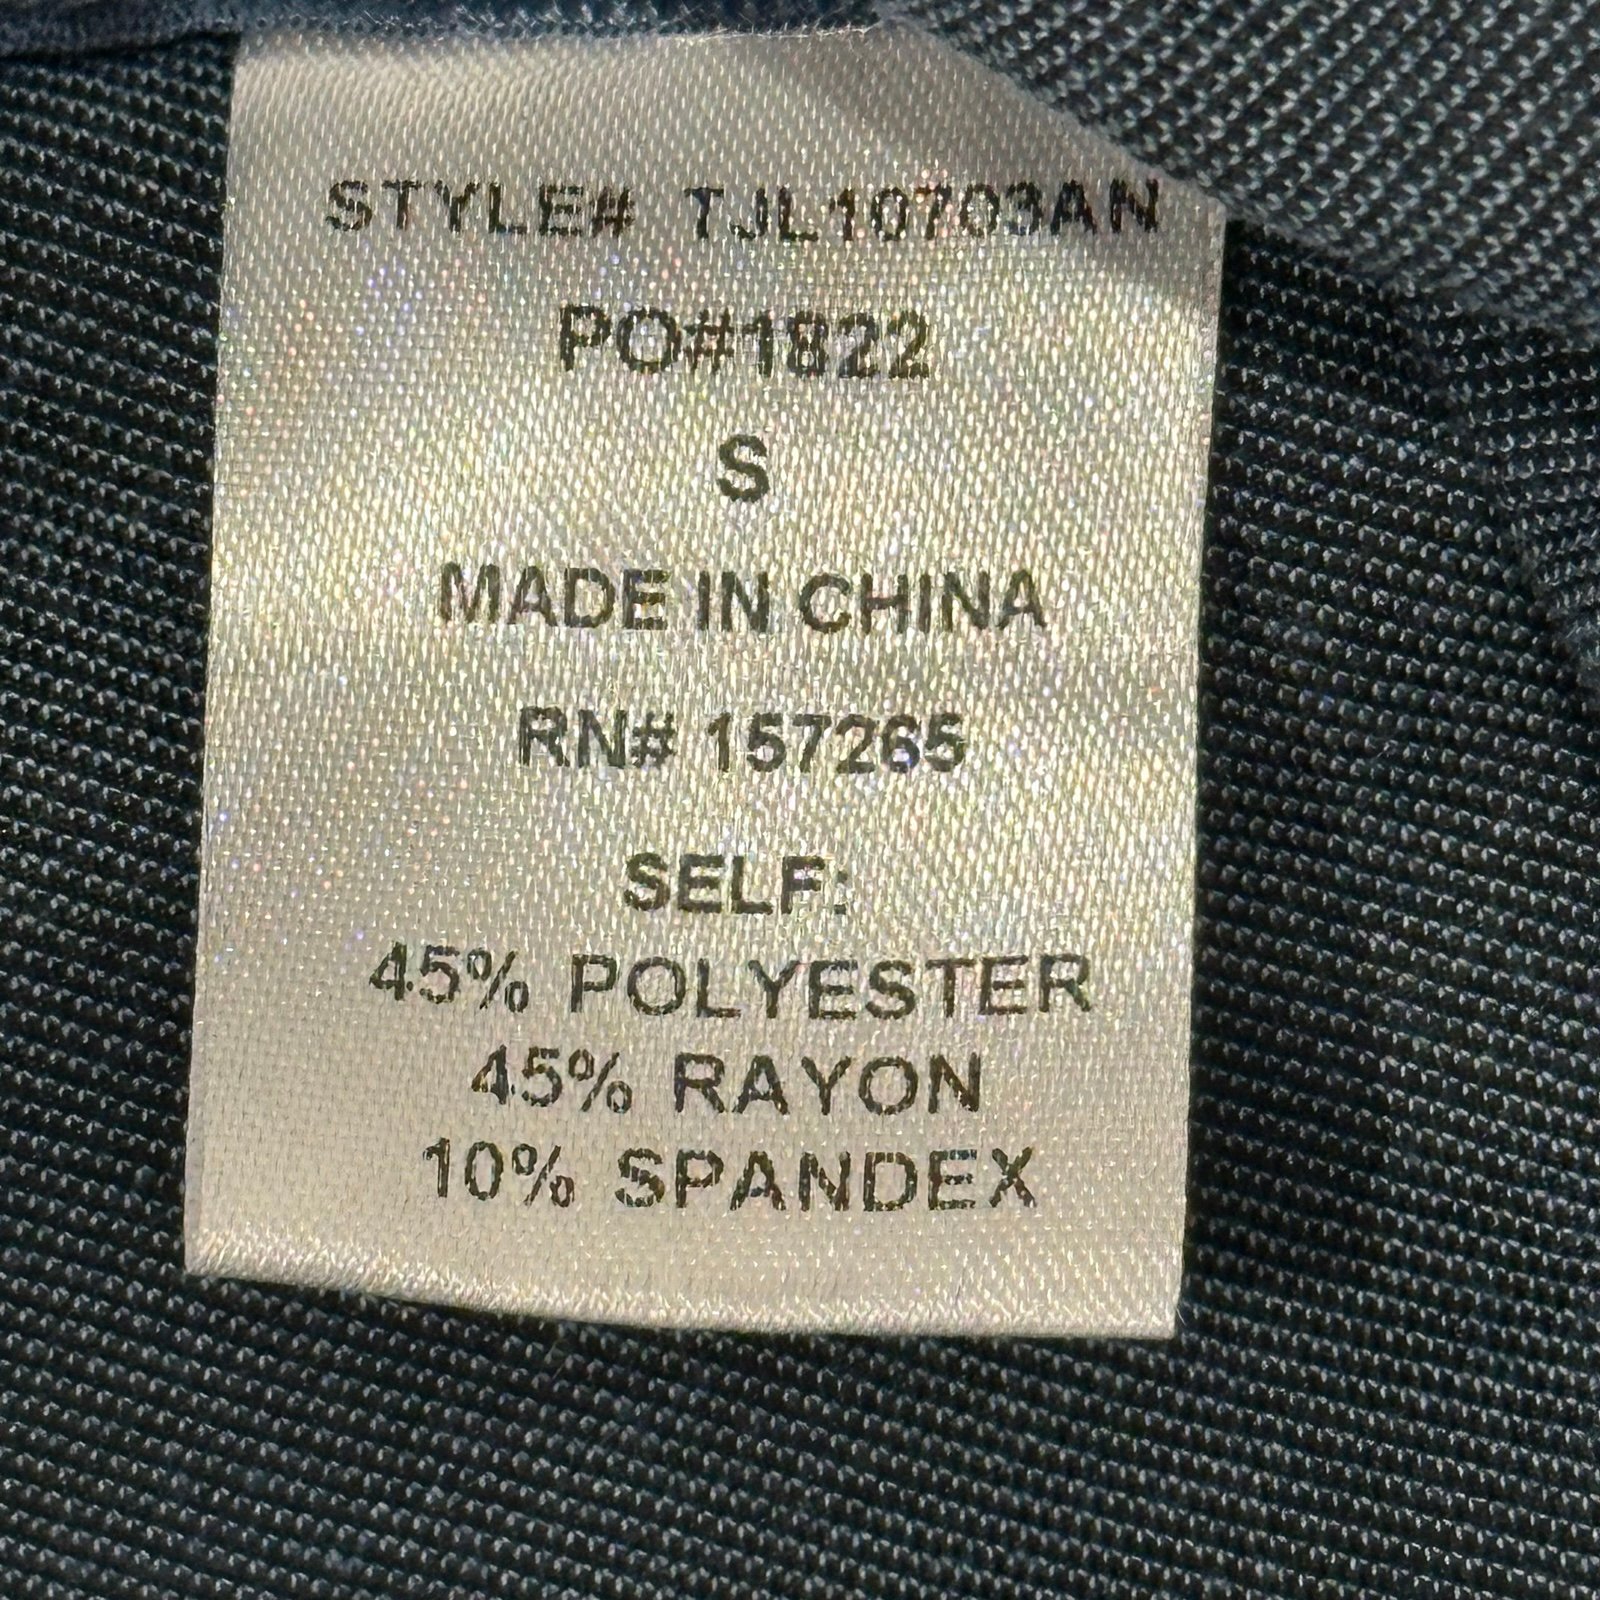 STYLE# TJL10703AN
PO#1822
S
MADE IN CHINA
RN# 157265
SELF:
45% POLYESTER
45% RAYON
10% SPANDEX